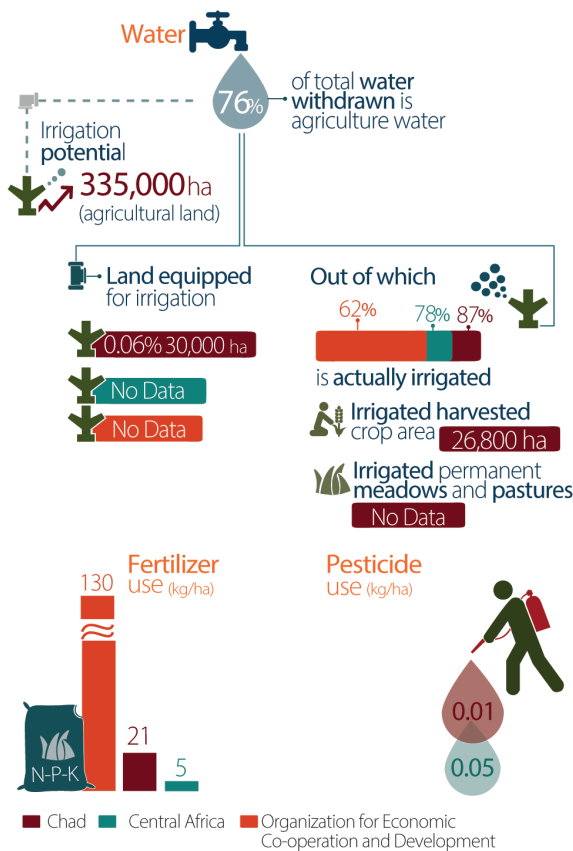 Water
76%
of total water
withdrawn is
agriculture water
Irrigation
potential
335,000 ha
(agricultural land)
Land equipped
for irrigation
0.06% 30,000 ha
No Data
No Data
Out of which
62%
78%
87%
is actually irrigated
Irrigated harvested
crop area
26,800 ha
Irrigated permanent
meadows and pastures
No Data
Fertilizer
use (kg/ha)
130
21
5
N-P-K
Pesticide
use (kg/ha)
0.01
0.05
Chad
Central Africa
Organization for Economic
Co-operation and Development